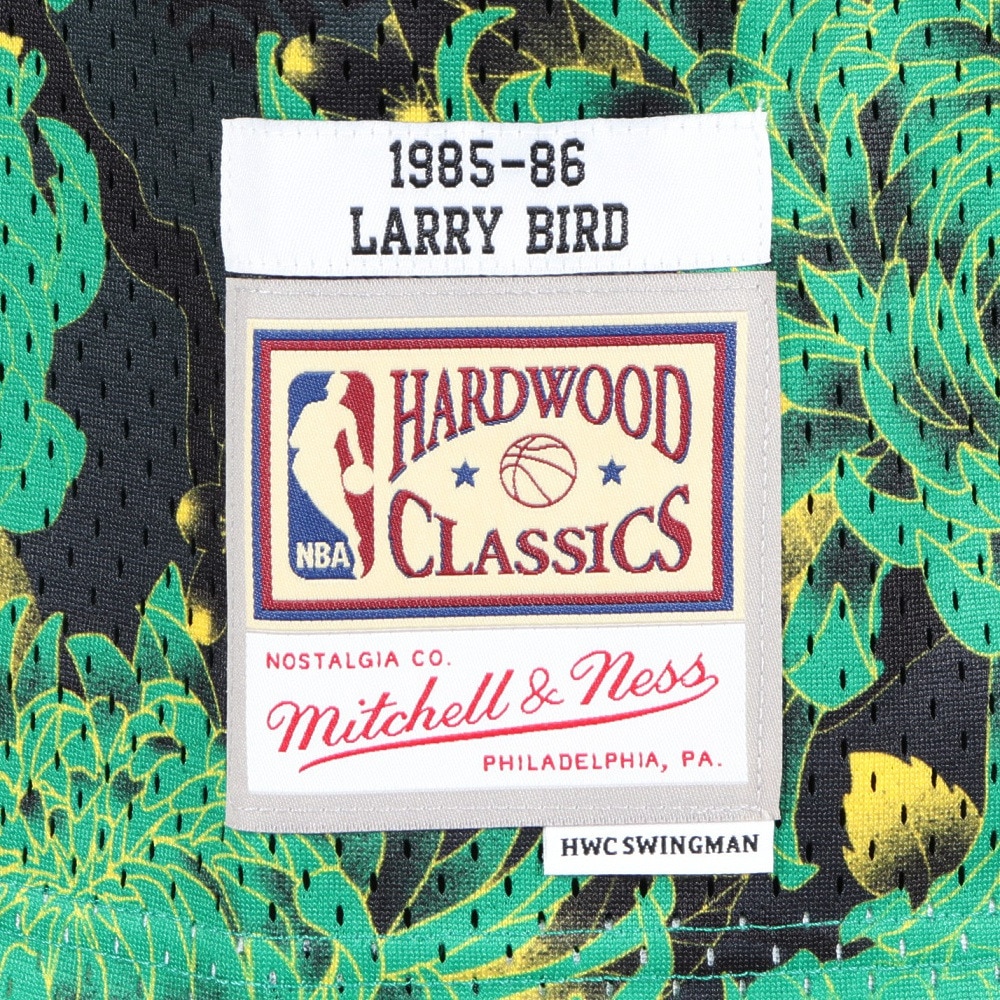 1985-86
LARRY BIRD
HARDWOOD
NBA
CLASSICS
NOSTALGIA CO.
Mitchell & Ness
PHILADELPHIA, PA.
HWC SWINGMAN